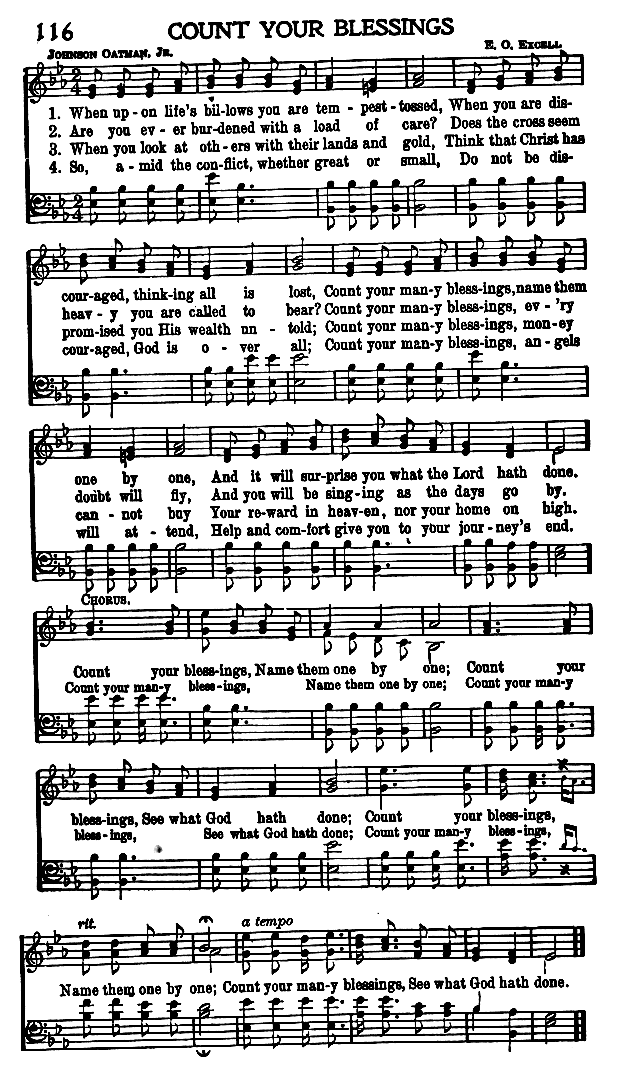 116 COUNT YOUR BLESSINGS
JOHNSON OATMAN, JR. E. O. EXCELL.
1. When up - on life's bil-lows you are tem - pest - tossed, When you are dis-
2. Are you ev - er bur-dened with a load of care? Does the cross seem
3. When you look at oth-ers with their lands and gold, Think that Christ has
4. So, a - mid the con-flict, whether great or small, Do not be dis-
cour-aged, think-ing all is lost, Count your man-y bless-ings, name them
heav - y you are called to bear? Count your man-y bless-ings, ev - 'ry
prom-ised you His wealth un - told; Count your man-y bless-ings, mon-ey
cour-aged, God is o - ver all; Count your man-y bless-ings, an-gels
one by one, And it will sur-prise you what the Lord hath done.
doubt will fly, And you will be sing-ing as the days go by.
can - not buy Your re-ward in heav-en, nor your home on high.
will at - tend, Help and com-fort give you to your jour-ney's end.
CHORUS.
Count your bless-ings, Name them one by one; Count your
Count your man-y bless-ings, Name them one by one; Count your man-y
bless-ings, See what God hath done; Count your bless-ings,
bless-ings, See what God hath done; Count your man-y bless-ings,
rit. a tempo
Name them one by one; Count your man-y blessings, See what God hath done.